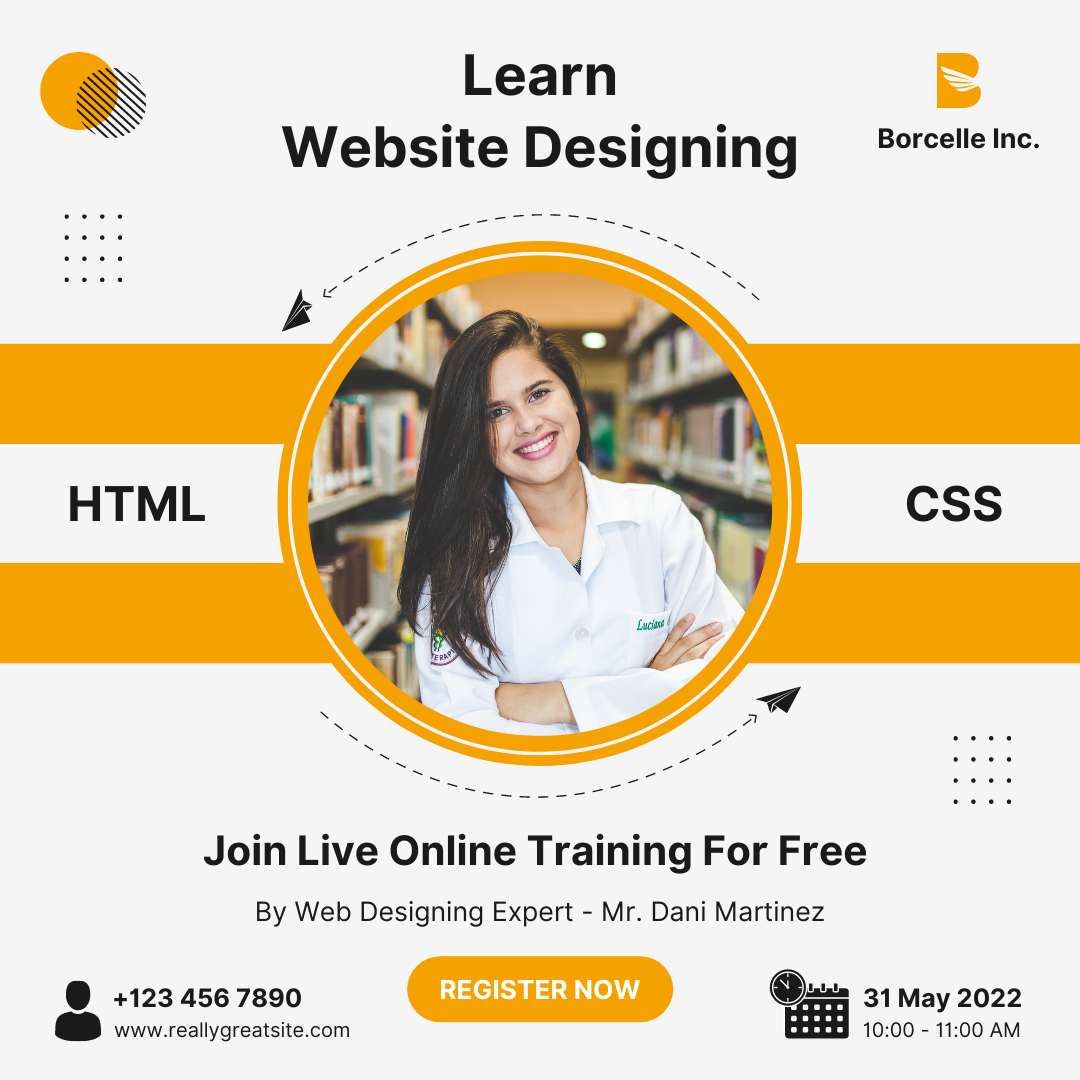 Learn
Website Designing
Borcelle Inc.
HTML
CSS
Luciana
Join Live Online Training For Free
By Web Designing Expert - Mr. Dani Martinez
REGISTER NOW
+123 456 7890
www.reallygreatsite.com
31 May 2022
10:00 - 11:00 AM